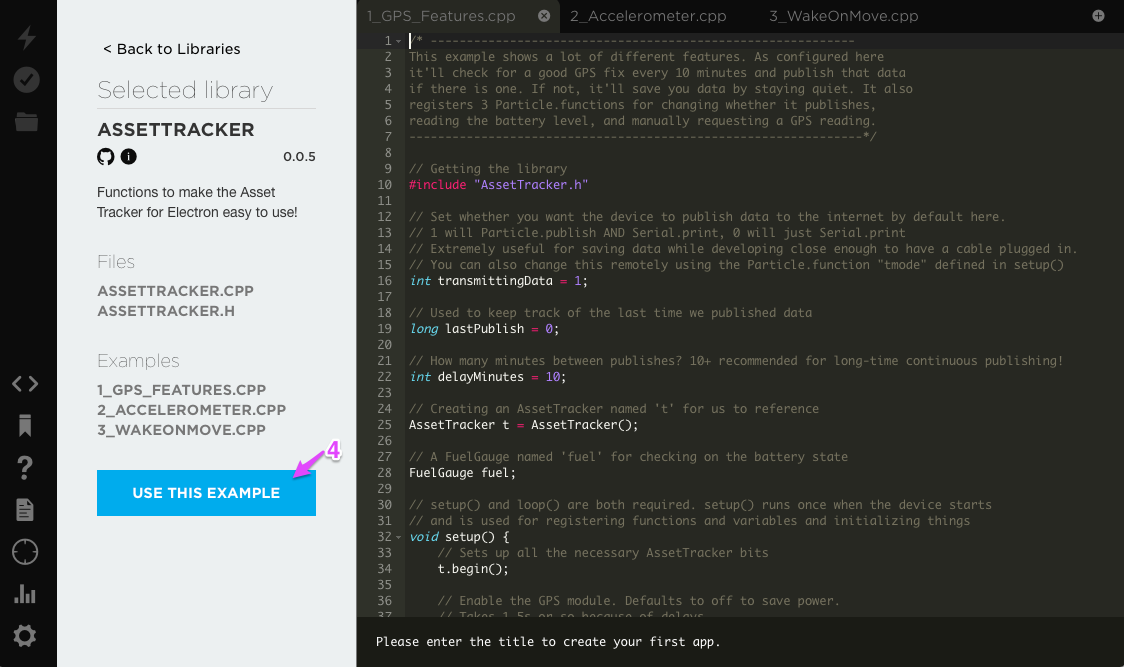 < Back to Libraries
Selected library
ASSETTRACKER
0.0.5
Functions to make the Asset
Tracker for Electron easy to use!
Files
ASSETTRACKER.CPP
ASSETTRACKER.H
Examples
1_GPS_FEATURES.CPP
2_ACCELEROMETER.CPP
3_WAKEONMOVE.CPP
4
USE THIS EXAMPLE
1_GPS_Features.cpp 2_Accelerometer.cpp 3_WakeOnMove.cpp
1 /* -----------------------------------------------------------
2 This example shows a lot of different features. As configured here
3 it'll check for a good GPS fix every 10 minutes and publish that data
4 if there is one. If not, it'll save you data by staying quiet. It also
5 registers 3 Particle.functions for changing whether it publishes,
6 reading the battery level, and manually requesting a GPS reading.
7 ---------------------------------------------------------------*/
8
9 // Getting the library
10 #include "AssetTracker.h"
11
12 // Set whether you want the device to publish data to the internet by default here.
13 // 1 will Particle.publish AND Serial.print, 0 will just Serial.print
14 // Extremely useful for saving data while developing close enough to have a cable plugged in.
15 // You can also change this remotely using the Particle.function "tmode" defined in setup()
16 int transmittingData = 1;
17
18 // Used to keep track of the last time we published data
19 long lastPublish = 0;
20
21 // How many minutes between publishes? 10+ recommended for long-time continuous publishing!
22 int delayMinutes = 10;
23
24 // Creating an AssetTracker named 't' for us to reference
25 AssetTracker t = AssetTracker();
26
27 // A FuelGauge named 'fuel' for checking on the battery state
28 FuelGauge fuel;
29
30 // setup() and loop() are both required. setup() runs once when the device starts
31 // and is used for registering functions and variables and initializing things
32 void setup() {
33 // Sets up all the necessary AssetTracker bits
34 t.begin();
35
36 // Enable the GPS module. Defaults to off to save power.
37 // Takes 1.5s or so because of delays.
Please enter the title to create your first app.